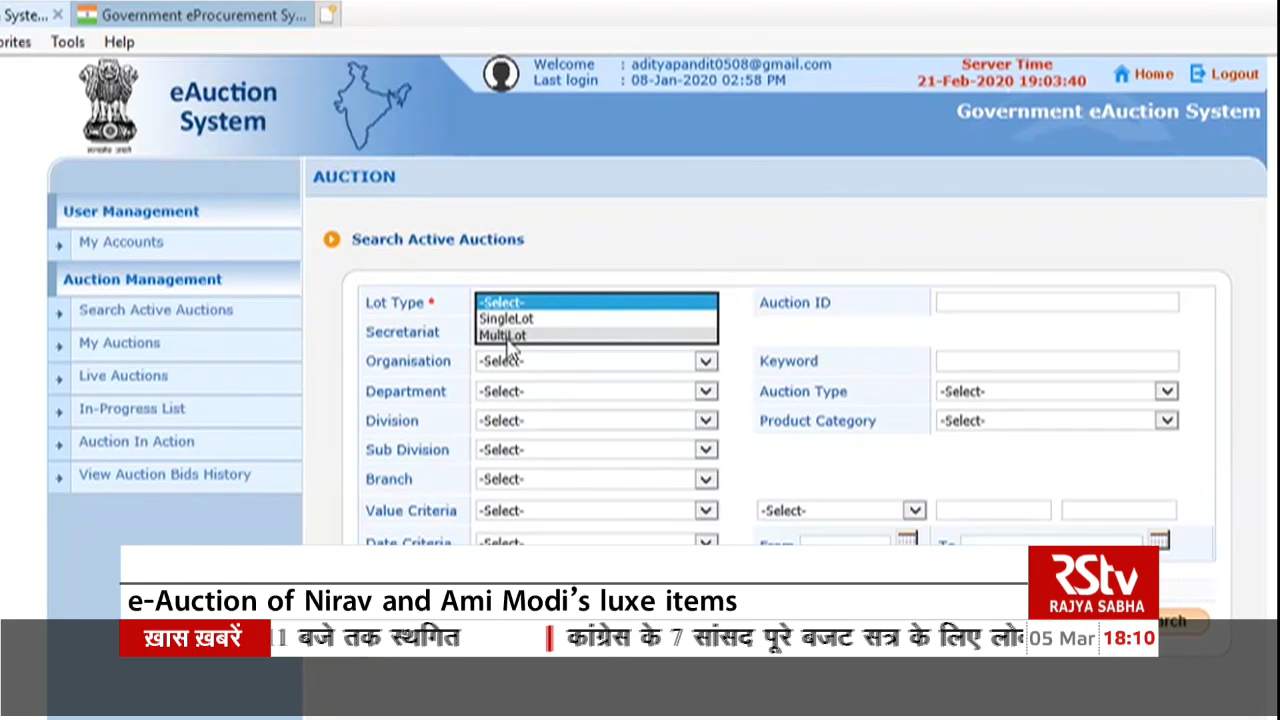 Syste...
Government eProcurement Sy...
orites Tools Help
eAuction
System
Welcome : adityapandit0508@gmail.com
Last login : 08-Jan-2020 02:58 PM
Server Time
21-Feb-2020 19:03:40
Home
Logout
Government eAuction System
AUCTION
User Management
My Accounts
Auction Management
Search Active Auctions
My Auctions
Live Auctions
In-Progress List
Auction In Action
View Auction Bids History
Search Active Auctions
Lot Type * -Select- Auction ID
SingleLot
Secretariat MultiLot
Organisation -Select- Keyword
Department -Select- Auction Type -Select-
Division -Select- Product Category -Select-
Sub Division -Select-
Branch -Select-
Value Criteria -Select- -Select-
Date Criteria -Select- From To
e-Auction of Nirav and Ami Modi's luxe items
RSTV
RAJYA SABHA
ख़ास ख़बरें 11 बजे तक स्थगित | कांग्रेस के 7 सांसद पूरे बजट सत्र के लिए 05 Mar 18:10